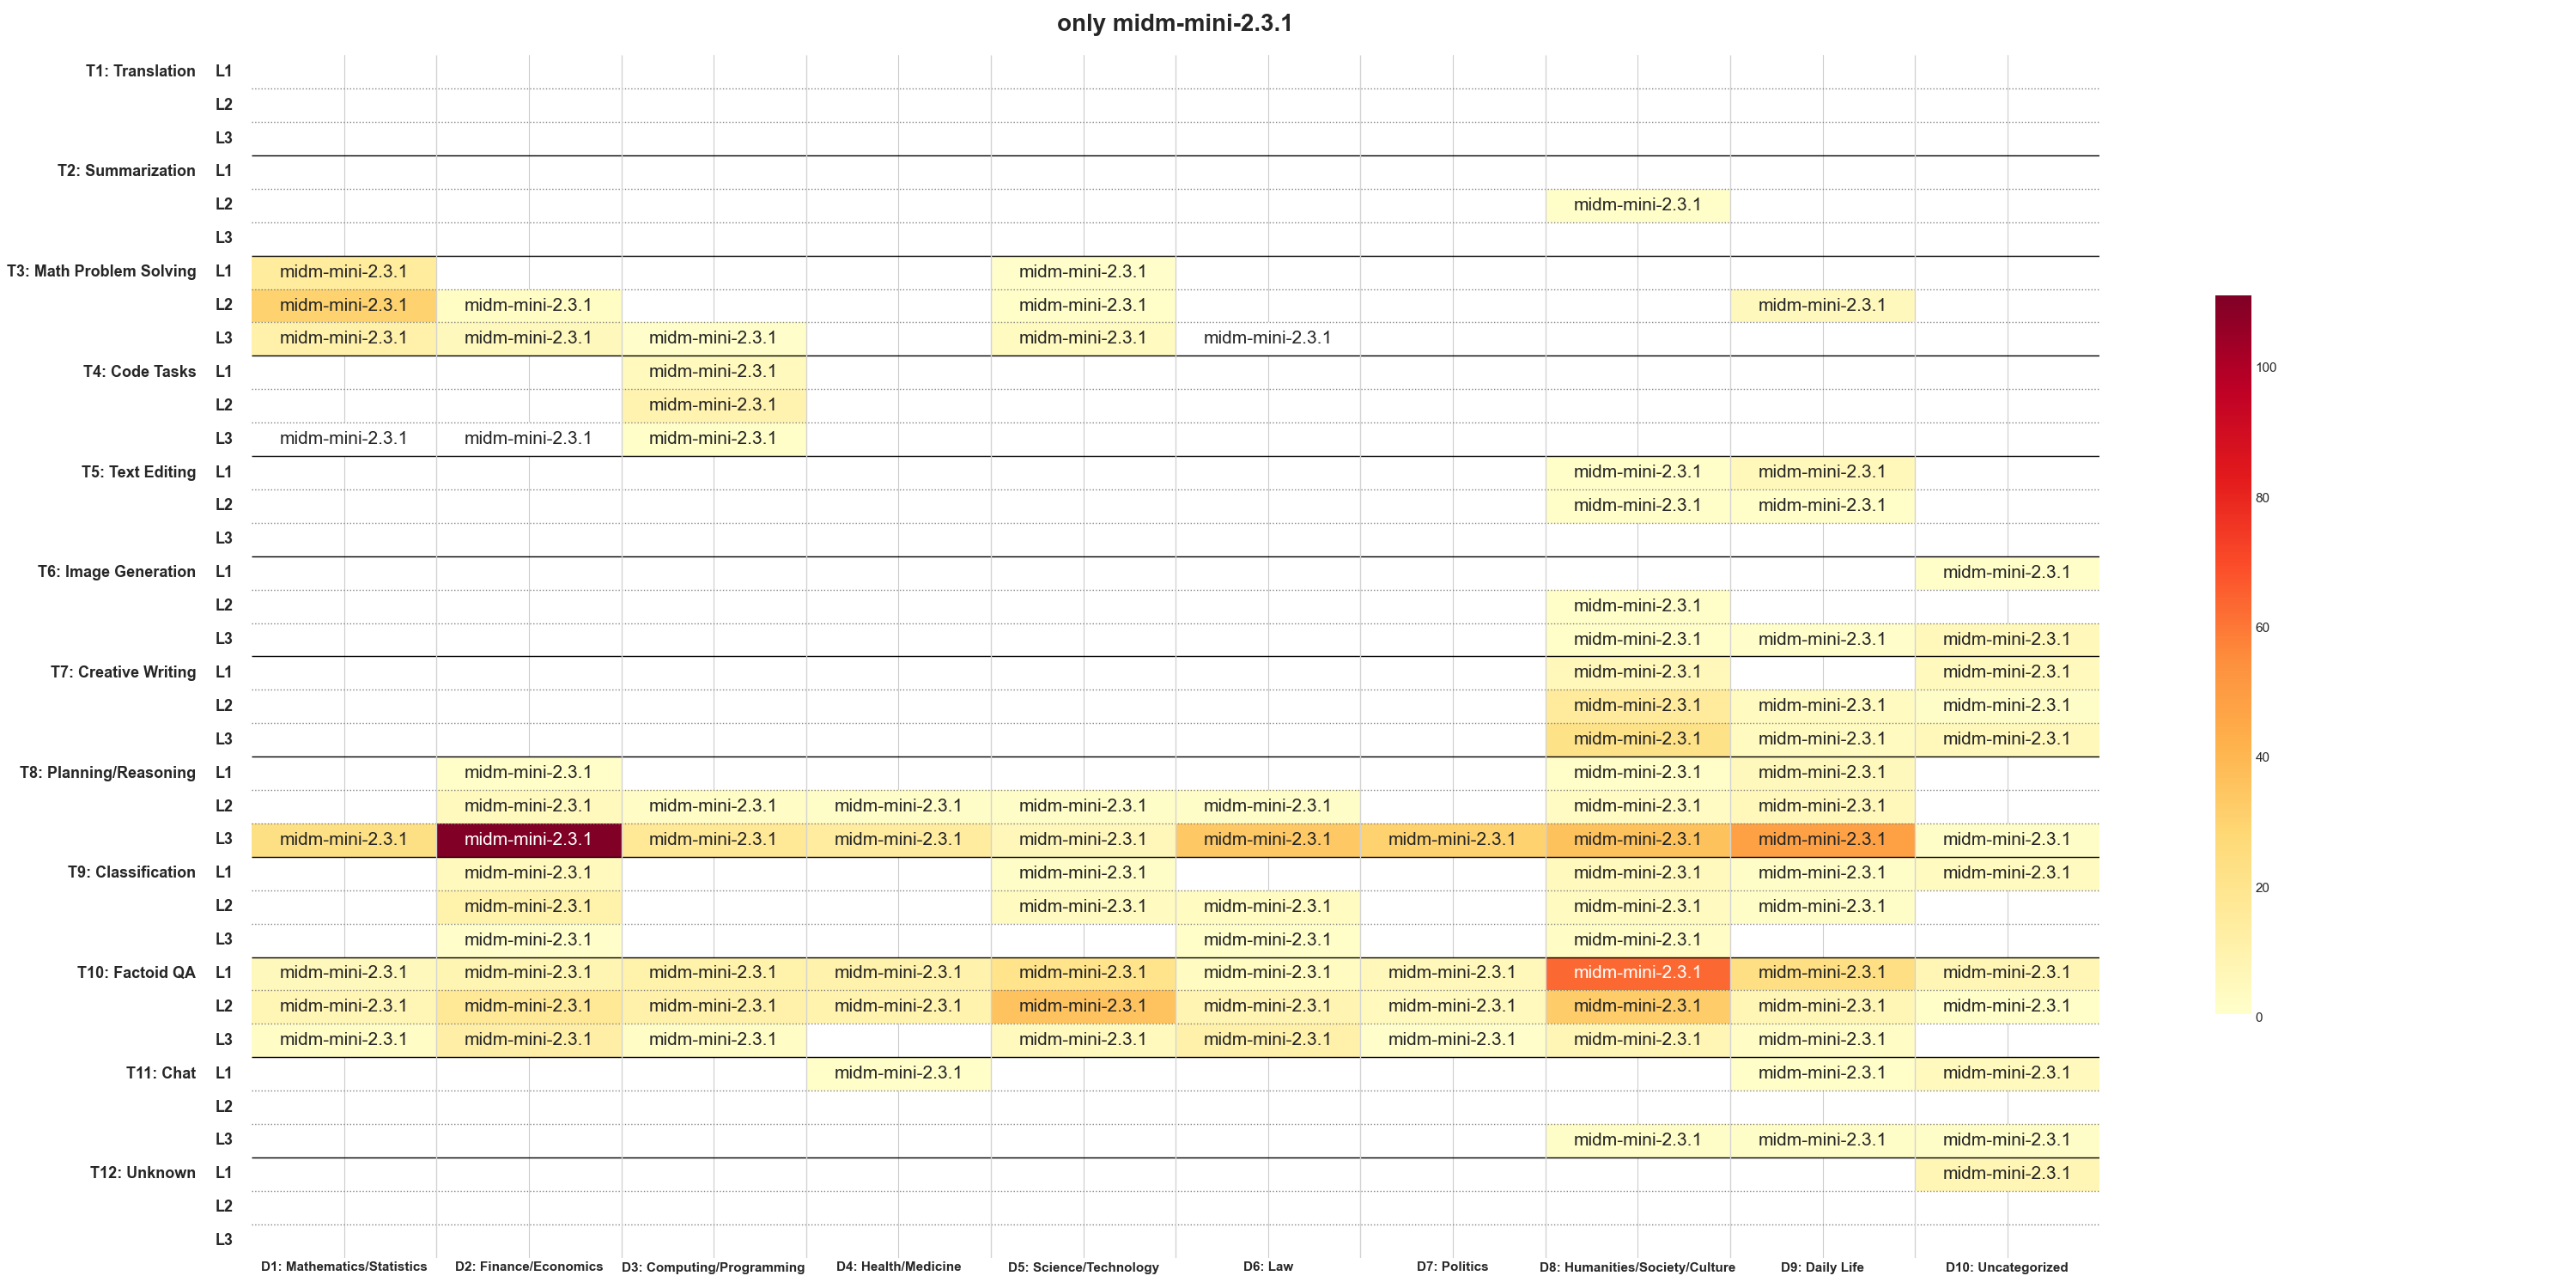 only midm-mini-2.3.1
T1: Translation L1
L2
L3
T2: Summarization L1
L2 midm-mini-2.3.1
L3
T3: Math Problem Solving L1 midm-mini-2.3.1 midm-mini-2.3.1
L2 midm-mini-2.3.1 midm-mini-2.3.1 midm-mini-2.3.1 midm-mini-2.3.1
L3 midm-mini-2.3.1 midm-mini-2.3.1 midm-mini-2.3.1 midm-mini-2.3.1 midm-mini-2.3.1
T4: Code Tasks L1 midm-mini-2.3.1
L2 midm-mini-2.3.1
L3 midm-mini-2.3.1 midm-mini-2.3.1 midm-mini-2.3.1
T5: Text Editing L1 midm-mini-2.3.1 midm-mini-2.3.1
L2 midm-mini-2.3.1 midm-mini-2.3.1
L3
T6: Image Generation L1 midm-mini-2.3.1
L2 midm-mini-2.3.1
L3 midm-mini-2.3.1 midm-mini-2.3.1 midm-mini-2.3.1
T7: Creative Writing L1 midm-mini-2.3.1 midm-mini-2.3.1
L2 midm-mini-2.3.1 midm-mini-2.3.1 midm-mini-2.3.1
L3 midm-mini-2.3.1 midm-mini-2.3.1 midm-mini-2.3.1
T8: Planning/Reasoning L1 midm-mini-2.3.1 midm-mini-2.3.1 midm-mini-2.3.1
L2 midm-mini-2.3.1 midm-mini-2.3.1 midm-mini-2.3.1 midm-mini-2.3.1 midm-mini-2.3.1 midm-mini-2.3.1 midm-mini-2.3.1
L3 midm-mini-2.3.1 midm-mini-2.3.1 midm-mini-2.3.1 midm-mini-2.3.1 midm-mini-2.3.1 midm-mini-2.3.1 midm-mini-2.3.1 midm-mini-2.3.1 midm-mini-2.3.1 midm-mini-2.3.1
T9: Classification L1 midm-mini-2.3.1 midm-mini-2.3.1 midm-mini-2.3.1 midm-mini-2.3.1 midm-mini-2.3.1
L2 midm-mini-2.3.1 midm-mini-2.3.1 midm-mini-2.3.1 midm-mini-2.3.1 midm-mini-2.3.1
L3 midm-mini-2.3.1 midm-mini-2.3.1 midm-mini-2.3.1
T10: Factoid QA L1 midm-mini-2.3.1 midm-mini-2.3.1 midm-mini-2.3.1 midm-mini-2.3.1 midm-mini-2.3.1 midm-mini-2.3.1 midm-mini-2.3.1 midm-mini-2.3.1 midm-mini-2.3.1 midm-mini-2.3.1
L2 midm-mini-2.3.1 midm-mini-2.3.1 midm-mini-2.3.1 midm-mini-2.3.1 midm-mini-2.3.1 midm-mini-2.3.1 midm-mini-2.3.1 midm-mini-2.3.1 midm-mini-2.3.1 midm-mini-2.3.1
L3 midm-mini-2.3.1 midm-mini-2.3.1 midm-mini-2.3.1 midm-mini-2.3.1 midm-mini-2.3.1 midm-mini-2.3.1 midm-mini-2.3.1 midm-mini-2.3.1
T11: Chat L1 midm-mini-2.3.1 midm-mini-2.3.1 midm-mini-2.3.1
L2
L3 midm-mini-2.3.1 midm-mini-2.3.1 midm-mini-2.3.1
T12: Unknown L1 midm-mini-2.3.1
L2
L3
D1: Mathematics/Statistics D2: Finance/Economics D3: Computing/Programming D4: Health/Medicine D5: Science/Technology D6: Law D7: Politics D8: Humanities/Society/Culture D9: Daily Life D10: Uncategorized
100
80
60
40
20
0